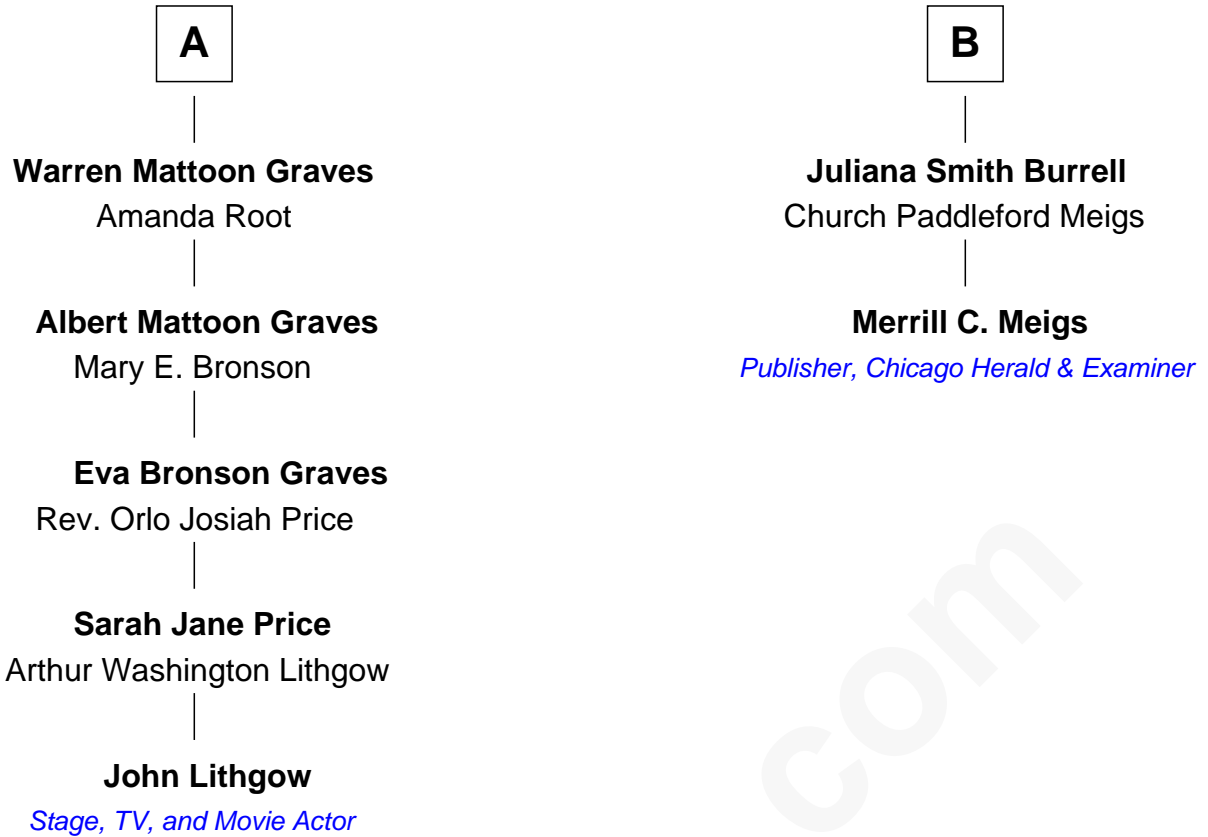 A
Warren Mattoon Graves
Amanda Root
Albert Mattoon Graves
Mary E. Bronson
Eva Bronson Graves
Rev. Orlo Josiah Price
Sarah Jane Price
Arthur Washington Lithgow
John Lithgow
Stage, TV, and Movie Actor
B
Juliana Smith Burrell
Church Paddleford Meigs
Merrill C. Meigs
Publisher, Chicago Herald & Examiner
com